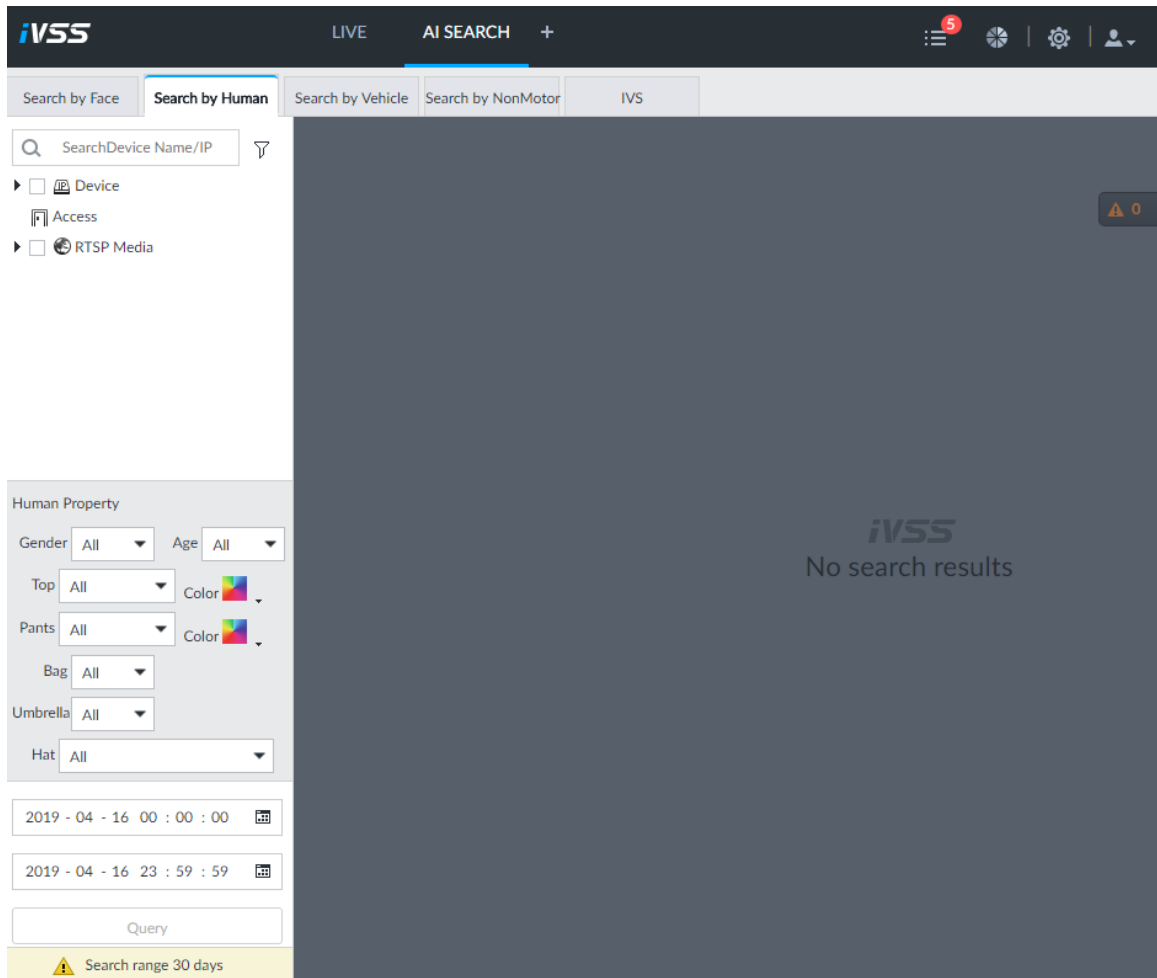 iVSS
LIVE AI SEARCH +
5
Search by Face Search by Human Search by Vehicle Search by NonMotor IVS
SearchDevice Name/IP
IP Device
Access
RTSP Media
0
Human Property
Gender All Age All
Top All Color
Pants All Color
Bag All
Umbrella All
Hat All
iVSS
No search results
2019 - 04 - 16 00 : 00 : 00
2019 - 04 - 16 23 : 59 : 59
Query
Search range 30 days